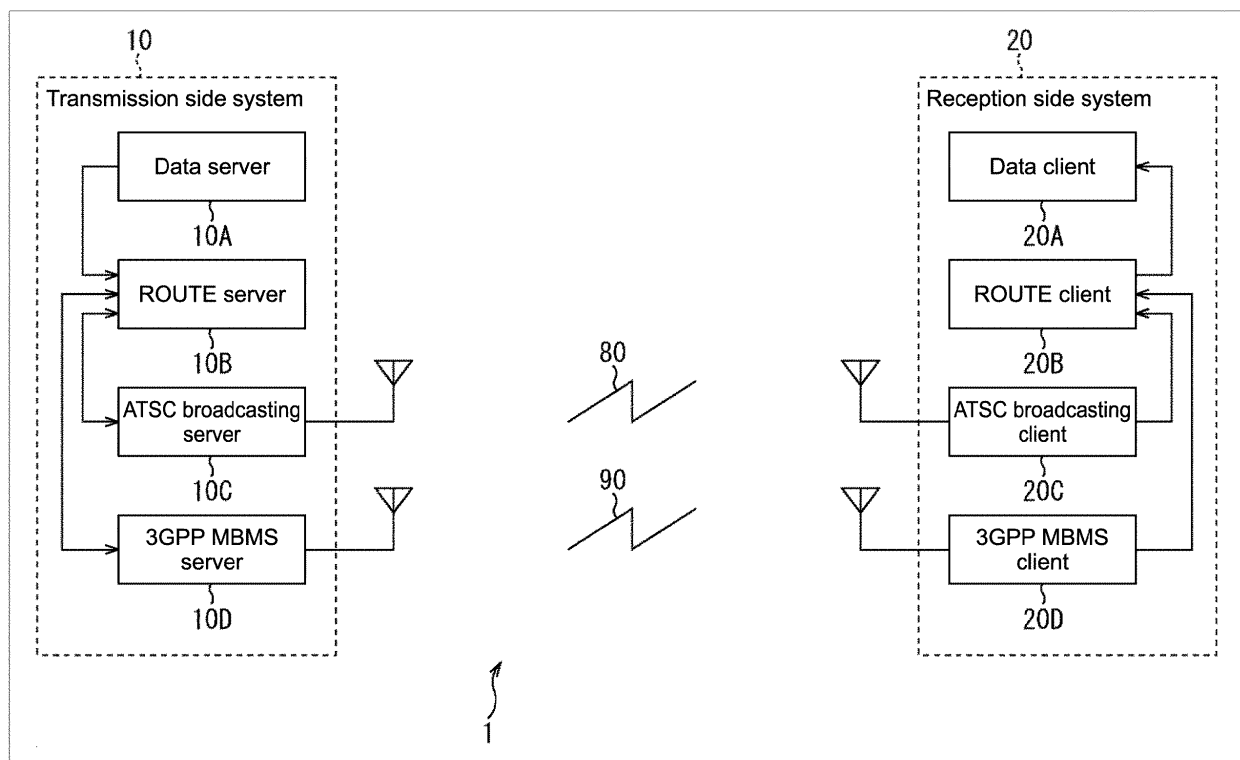 10
Transmission side system
Data server
10A
ROUTE server
10B
ATSC broadcasting
server
10C
3GPP MBMS
server
10D
80
90
1
20
Reception side system
Data client
20A
ROUTE client
20B
ATSC broadcasting
client
20C
3GPP MBMS
client
20D